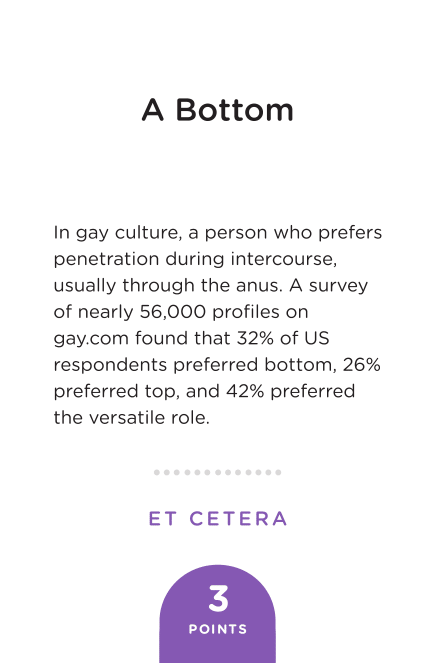 A Bottom
In gay culture, a person who prefers
penetration during intercourse,
usually through the anus. A survey
of nearly 56,000 profiles on
gay.com found that 32% of US
respondents preferred bottom, 26%
preferred top, and 42% preferred
the versatile role.
ET CETERA
3
POINTS